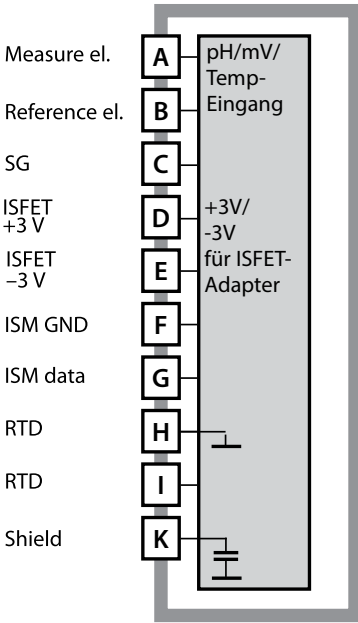 Measure el.
A
pH/mV/
Temp-
Eingang
Reference el.
B
SG
C
ISFET
+3 V
D
+3V/
-3V
für ISFET-
Adapter
ISFET
–3 V
E
ISM GND
F
ISM data
G
RTD
H
RTD
I
Shield
K